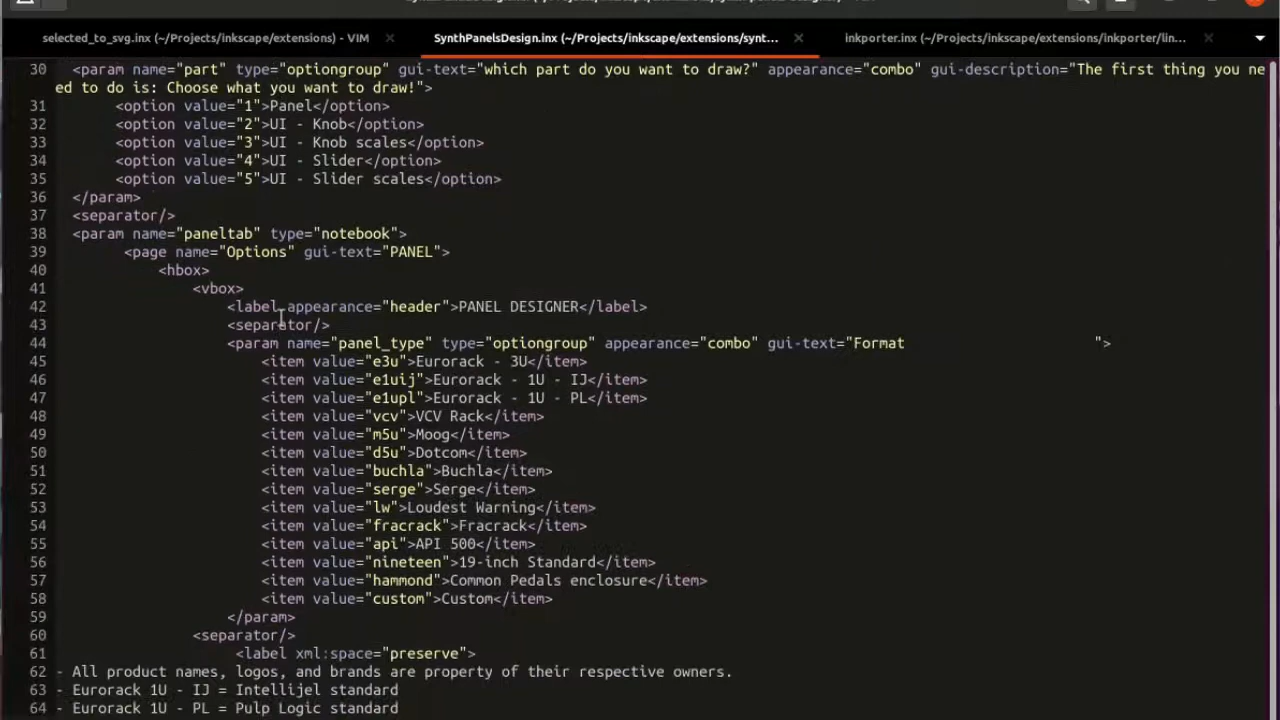 selected_to_svg.inx (~/Projects/inkscape/extensions) - VIM
SynthPanelsDesign.inx (~/Projects/inkscape/extensions/synt...
inkporter.inx (~/Projects/inkscape/extensions/inkporter/lin...
30 <param name="part" type="optiongroup" gui-text="which part do you want to draw?" appearance="combo" gui-description="The first thing you ne
ed to do is: Choose what you want to draw!">
31 <option value="1">Panel</option>
32 <option value="2">UI - Knob</option>
33 <option value="3">UI - Knob scales</option>
34 <option value="4">UI - Slider</option>
35 <option value="5">UI - Slider scales</option>
36 </param>
37 <separator/>
38 <param name="paneltab" type="notebook">
39 <page name="Options" gui-text="PANEL">
40 <hbox>
41 <vbox>
42 <label appearance="header">PANEL DESIGNER</label>
43 <separator/>
44 <param name="panel_type" type="optiongroup" appearance="combo" gui-text="Format                      ">
45 <item value="e3u">Eurorack - 3U</item>
46 <item value="e1uij">Eurorack - 1U - IJ</item>
47 <item value="e1upl">Eurorack - 1U - PL</item>
48 <item value="vcv">VCV Rack</item>
49 <item value="m5u">Moog</item>
50 <item value="d5u">Dotcom</item>
51 <item value="buchla">Buchla</item>
52 <item value="serge">Serge</item>
53 <item value="lw">Loudest Warning</item>
54 <item value="fracrack">Fracrack</item>
55 <item value="api">API 500</item>
56 <item value="nineteen">19-inch Standard</item>
57 <item value="hammond">Common Pedals enclosure</item>
58 <item value="custom">Custom</item>
59 </param>
60 <separator/>
61 <label xml:space="preserve">
62 - All product names, logos, and brands are property of their respective owners.
63 - Eurorack 1U - IJ = Intellijel standard
64 - Eurorack 1U - PL = Pulp Logic standard